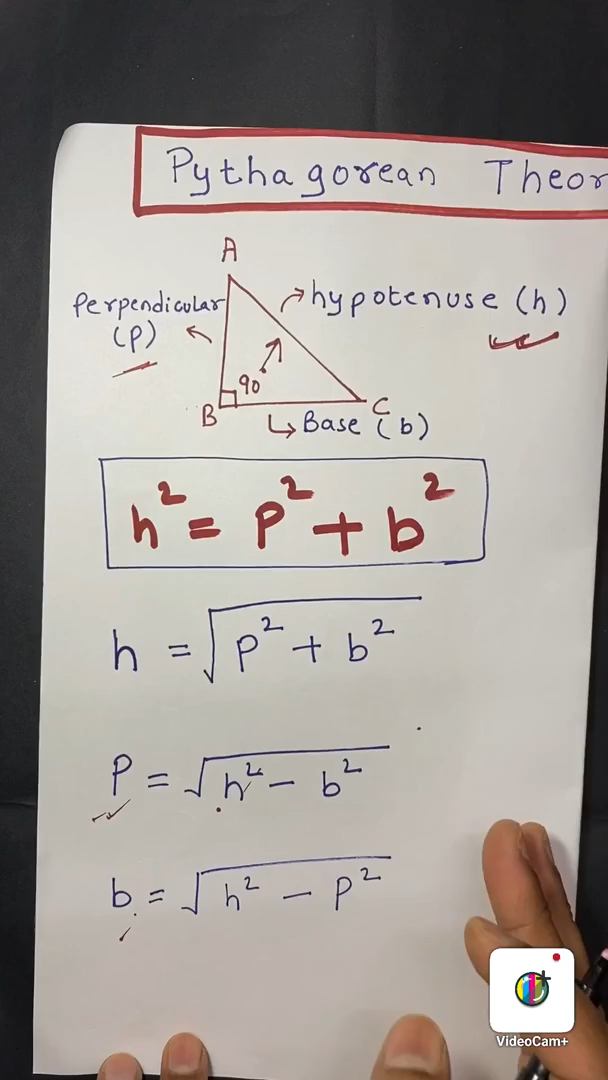 Pythagorean Theor
A
Perpendicular
(P)
hypotenuse (h)
90°
B
C
Base (b)
h² = P² + b²
h = √P² + b²
P = √h² - b²
b = √h² - P²
VideoCam+